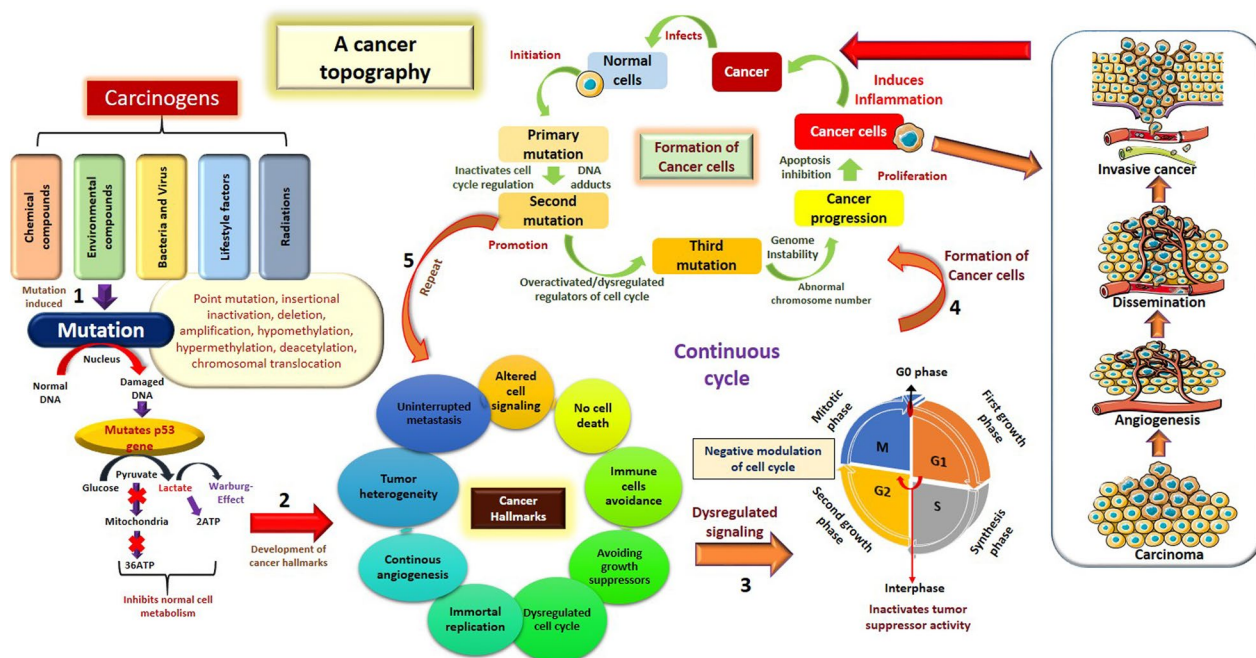 A cancer
topography
Carcinogens
Chemical
compounds
Environmental
compounds
Bacteria and Virus
Lifestyle factors
Radiations
Mutation
induced
1
Mutation
Point mutation, insertional
inactivation, deletion,
amplification, hypomethylation,
hypermethylation, deacetylation,
chromosomal translocation
Nucleus
Normal
DNA
Damaged
DNA
Mutates p53
gene
Pyruvate
Glucose
Lactate
Warburg-
Effect
Mitochondria
2ATP
36ATP
Inhibits normal cell
metabolism
2
Development of
cancer hallmarks
Initiation
Normal
cells
Infects
Cancer
Induces
Inflammation
Primary
mutation
Inactivates cell
cycle regulation
DNA
adducts
Second
mutation
Promotion
Overactivated/dysregulated
regulators of cell cycle
Third
mutation
Genome
Instability
Abnormal
chromosome number
Cancer
progression
Apoptosis
inhibition
Proliferation
Cancer cells
Formation of
Cancer cells
5
Repeat
Formation of
Cancer cells
4
Continuous
cycle
Uninterrupted
metastasis
Altered
cell
signaling
No cell
death
Immune
cells
avoidance
Avoiding
growth
suppressors
Dysregulated
cell cycle
Immortal
replication
Continous
angiogenesis
Tumor
heterogeneity
Cancer
Hallmarks
Dysregulated
signaling
3
Negative modulation
of cell cycle
G0 phase
Mitotic
phase
First growth
phase
M
G1
G2
S
Second growth
phase
Synthesis
phase
Interphase
Inactivates tumor
suppressor activity
Invasive cancer
Dissemination
Angiogenesis
Carcinoma